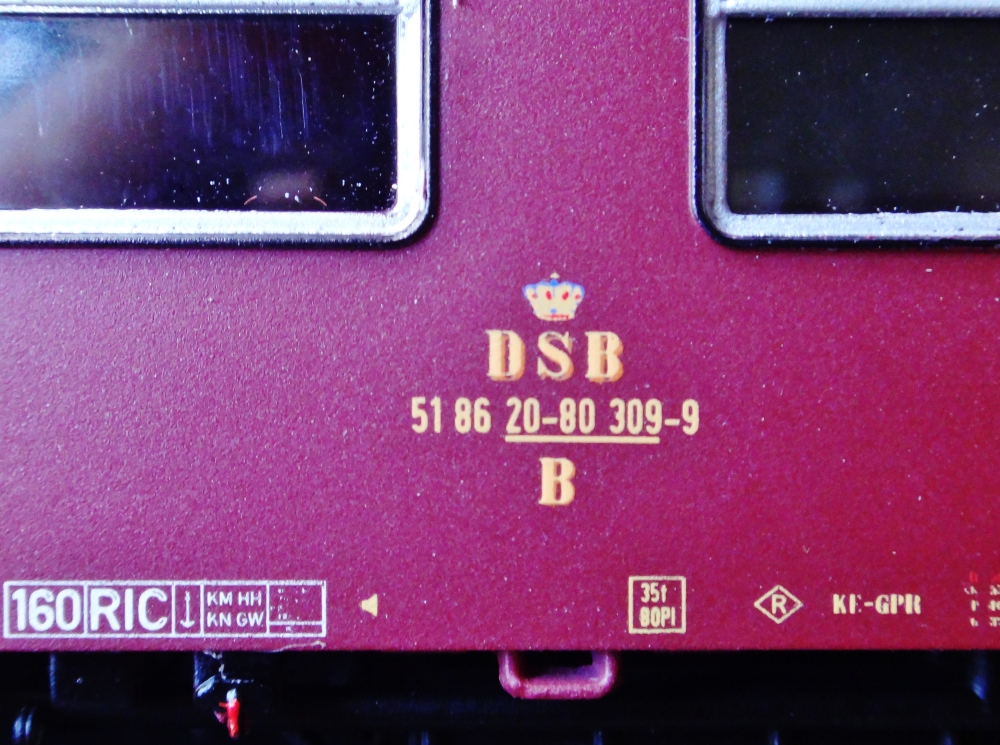 DSB
51 86 20-80 309-9
B
160 RIC
KM HH
KN GW
35t
80Pl
R
KE-GPR